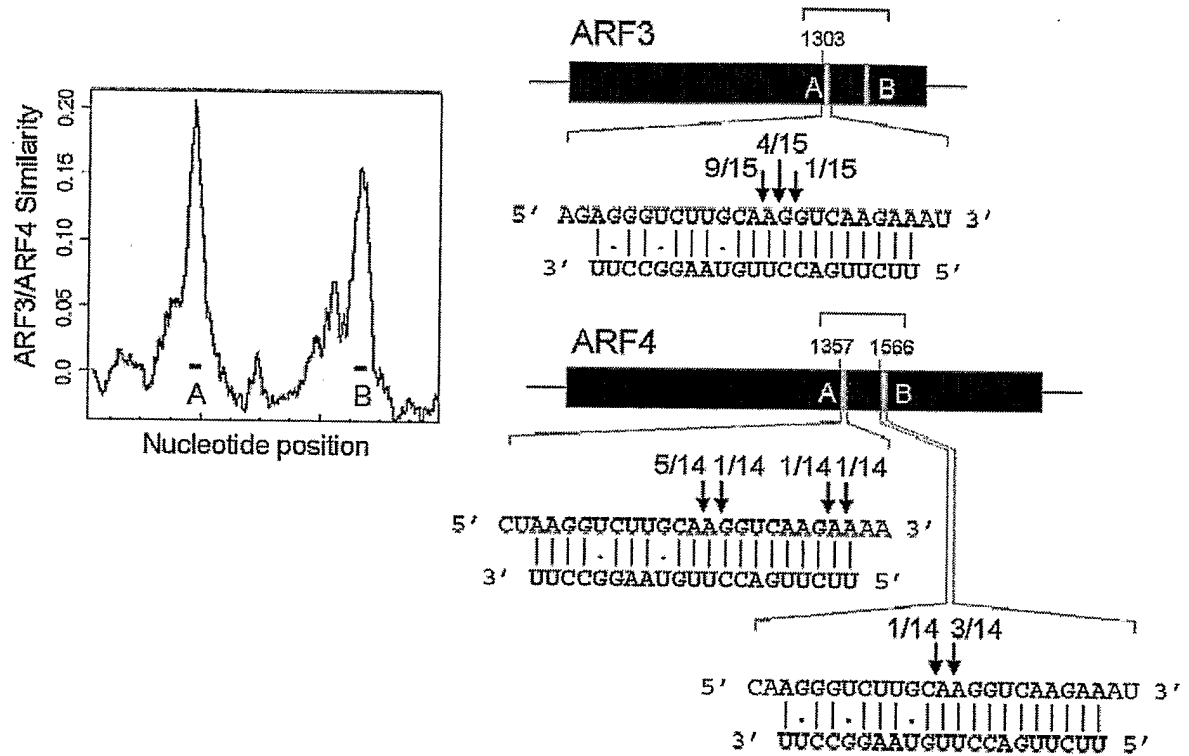 ARF3/ARF4 Similarity
0.20
0.15
0.10
0.05
0.0
A
B
Nucleotide position
ARF3
1303
A
B
4/15
9/15
1/15
5' AGAGGGUCUUGCAAGGUCAAGAAAU 3'
3' UUCCGGAAUGUUCCAGUUCUU 5'
ARF4
1357
1566
A
B
5/14 1/14 1/14 1/14
5' CUAAGGUCUUGCAAGGUCAAGAAAA 3'
3' UUCCGGAAUGUUCCAGUUCUU 5'
1/14 3/14
5' CAAGGGUCUUGCAAGGUCAAGAAAU 3'
3' UUCCGGAAUGUUCCAGUUCUU 5'